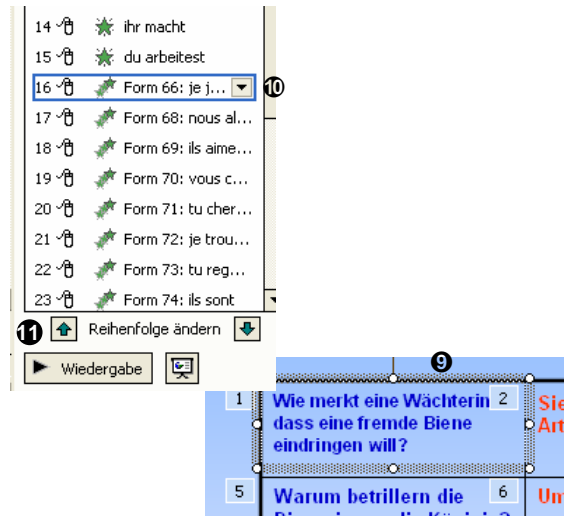 14 ihr macht
15 du arbeitest
16 Form 66: je j... ❿
17 Form 68: nous al...
18 Form 69: ils aime...
19 Form 70: vous c...
20 Form 71: tu cher...
21 Form 72: je trou...
22 Form 73: tu reg...
23 Form 74: ils sont
⓫ Reihenfolge ändern
Wiedergabe
❾
1 Wie merkt eine Wächterin 2 Sie
dass eine fremde Biene Art
eindringen will?
5 Warum betrillern die 6 Um